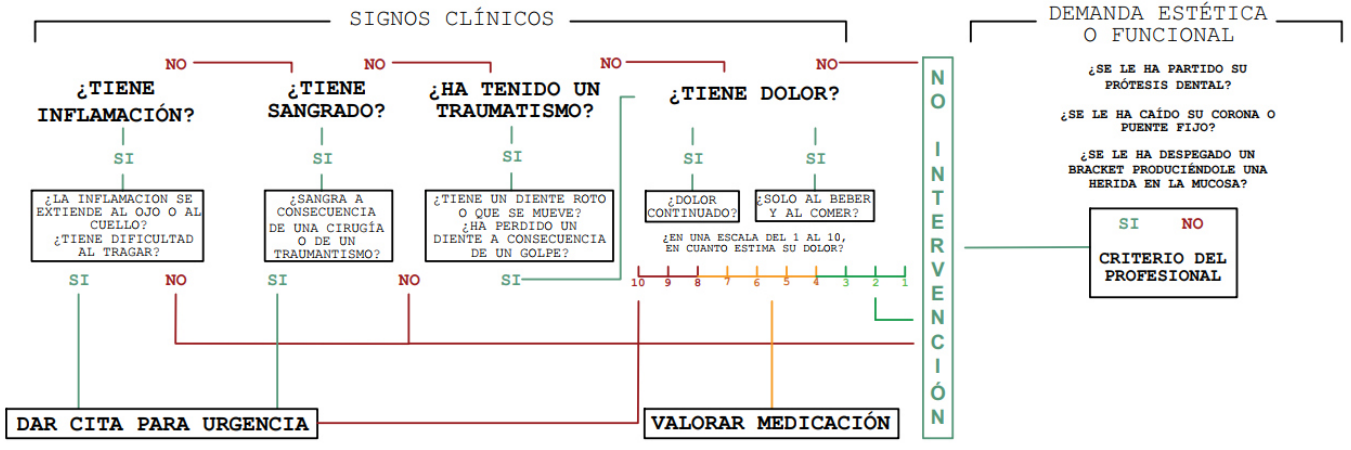 SIGNOS CLÍNICOS
DEMANDA ESTÉTICA
O FUNCIONAL
NO
NO
NO
NO
¿TIENE
INFLAMACIÓN?
¿TIENE
SANGRADO?
¿HA TENIDO UN
TRAUMATISMO?
¿TIENE DOLOR?
SI
SI
SI
SI
SI
¿LA INFLAMACION SE
EXTIENDE AL OJO O AL
CUELLO?
¿TIENE DIFICULTAD
AL TRAGAR?
¿SANGRA A
CONSECUENCIA
DE UNA CIRUGÍA
O DE UN
TRAUMANTISMO?
¿TIENE UN DIENTE ROTO
O QUE SE MUEVE?
¿HA PERDIDO UN
DIENTE A CONSECUENCIA
DE UN GOLPE?
¿DOLOR
CONTINUADO?
¿SOLO AL BEBER
Y AL COMER?
¿EN UNA ESCALA DEL 1 AL 10,
EN CUANTO ESTIMA SU DOLOR?
10 9 8 7 6 5 4 3 2 1
SI
NO
SI
NO
SI
DAR CITA PARA URGENCIA
VALORAR MEDICACIÓN
NO INTERVENCIÓN
¿SE LE HA PARTIDO SU
PRÓTESIS DENTAL?
¿SE LE HA CAÍDO SU CORONA O
PUENTE FIJO?
¿SE LE HA DESPEGADO UN
BRACKET PRODUCIÉNDOLE UNA
HERIDA EN LA MUCOSA?
SI NO
CRITERIO DEL
PROFESIONAL